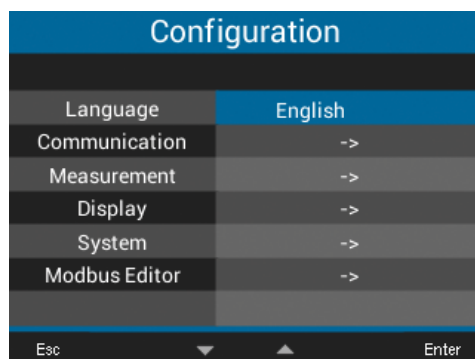 Configuration
Language English
Communication ->
Measurement ->
Display ->
System ->
Modbus Editor ->
Esc Enter